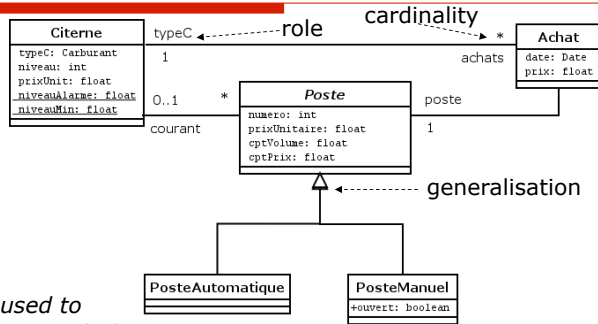 cardinality
role
Citerne
typeC: Carburant
niveau: int
prixUnit: float
niveauAlarme: float
niveauMin: float
typeC
1
*
achats
Achat
date: Date
prix: float
0..1
*
courant
Poste
numero: int
prixUnitaire: float
cptVolume: float
cptPrix: float
poste
1
generalisation
PosteAutomatique
PosteManuel
+ouvert: boolean
used to